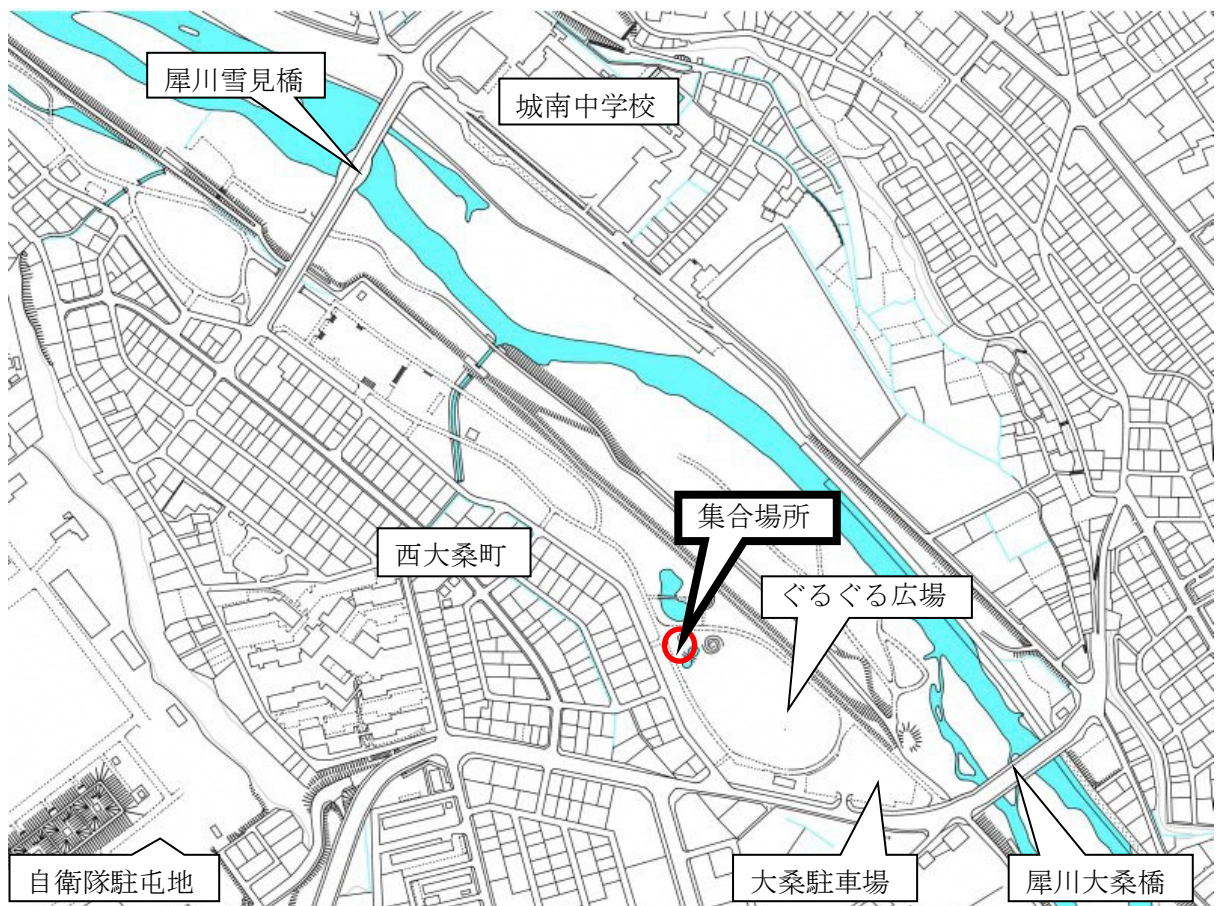 犀川雪見橋
城南中学校
集合場所
西大桑町
ぐるぐる広場
自衛隊駐屯地
大桑駐車場
犀川大桑橋